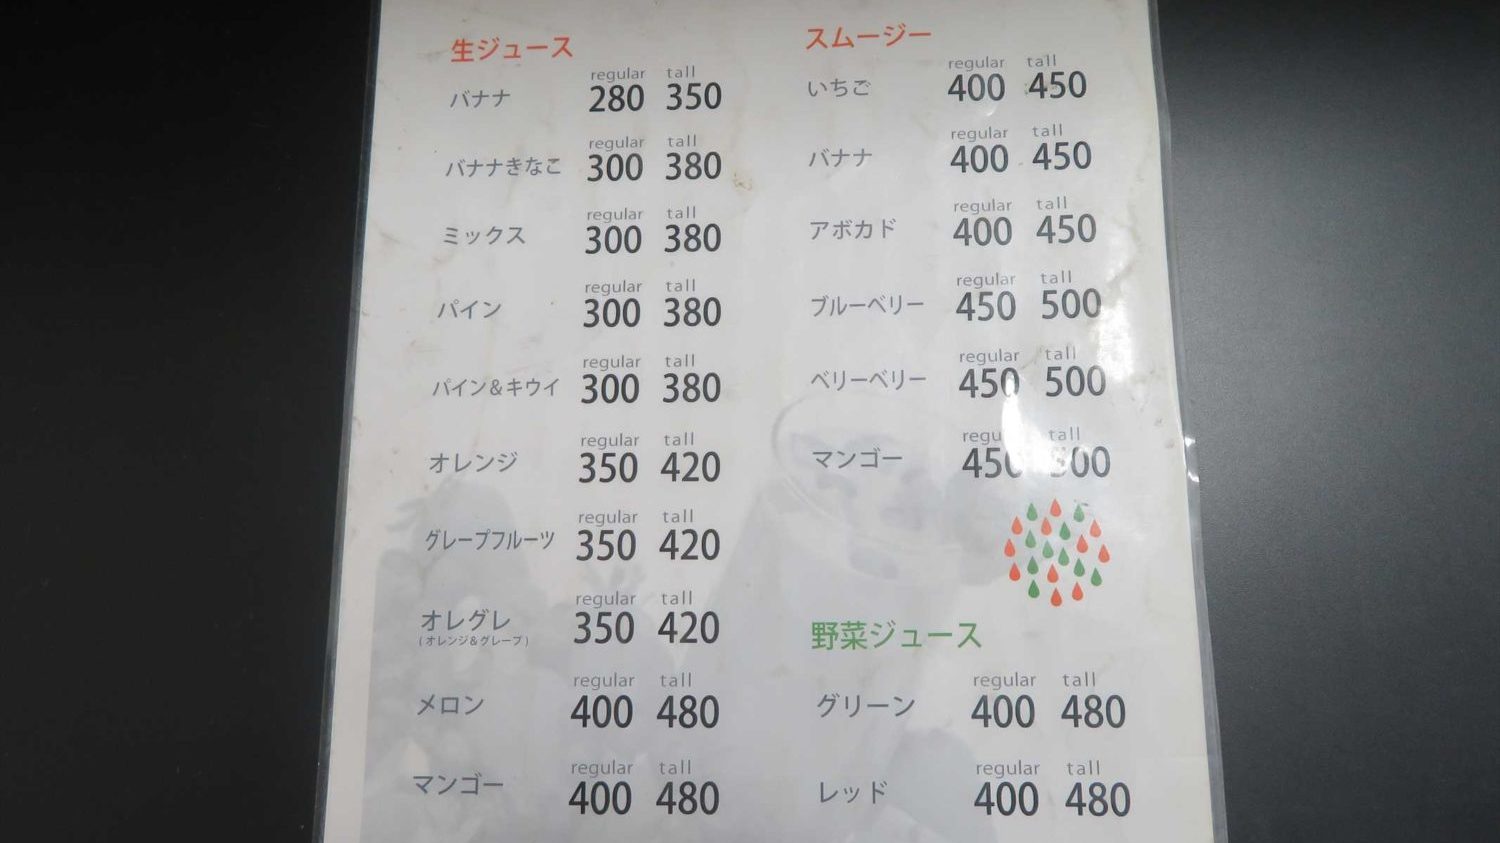 生ジュース
regular tall
バナナ 280 350
regular tall
バナナきなこ 300 380
regular tall
ミックス 300 380
regular tall
パイン 300 380
regular tall
パイン&キウイ 300 380
regular tall
オレンジ 350 420
regular tall
グレープフルーツ 350 420
regular tall
オレグレ 350 420
(オレンジ&グレープ)
regular tall
メロン 400 480
regular tall
マンゴー 400 480
スムージー
regular tall
いちご 400 450
regular tall
バナナ 400 450
regular tall
アボカド 400 450
regular tall
ブルーベリー 450 500
regular tall
ベリーベリー 450 500
regular tall
マンゴー 450 500
野菜ジュース
regular tall
グリーン 400 480
regular tall
レッド 400 480